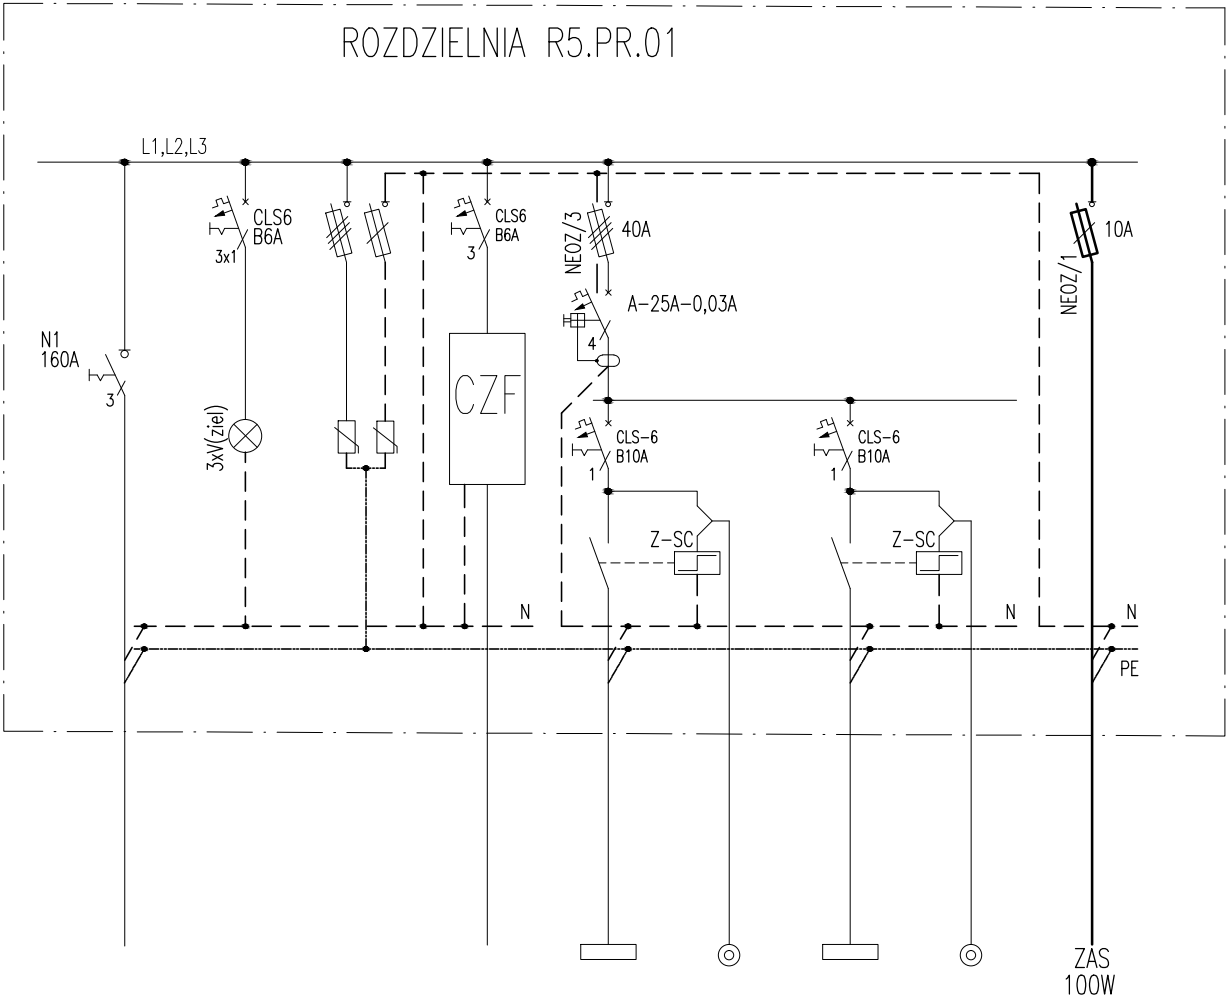 ROZDZIELNIA R5.PR.01
L1,L2,L3
CLS6
B6A
3x1
CLS6
B6A
3
NEOZ/3
40A
10A
NEOZ/1
A-25A-0,03A
4
N1
160A
3
CZF
3xV(ziel)
CLS-6
B10A
1
CLS-6
B10A
1
Z-SC
Z-SC
N
N
N
PE
ZAS
100W